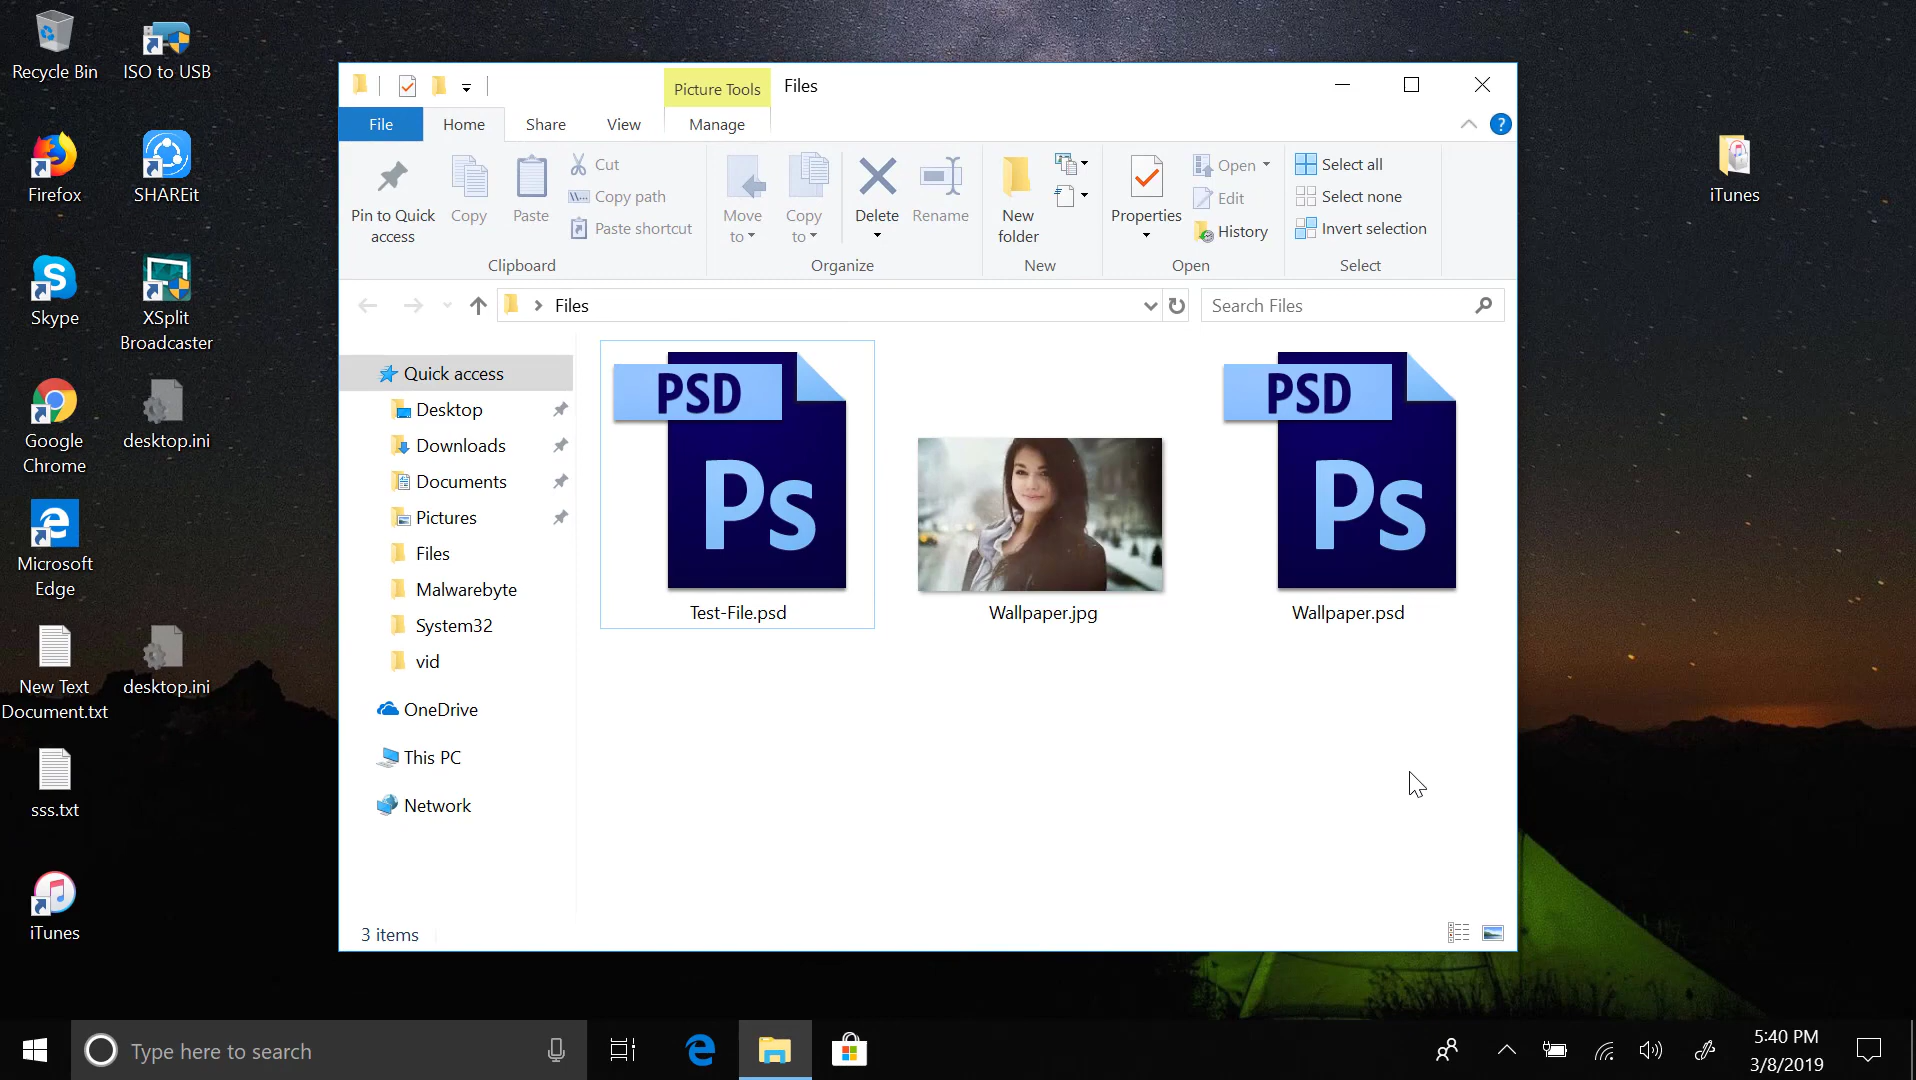 Recycle Bin
ISO to USB
Firefox
SHAREit
Skype
XSplit
Broadcaster
Google
Chrome
desktop.ini
Microsoft
Edge
New Text
Document.txt
desktop.ini
sss.txt
iTunes
Picture Tools
Files
File
Home
Share
View
Manage
?
Pin to Quick
access
Copy
Paste
Cut
Copy path
Paste shortcut
Clipboard
Move
to
Copy
to
Delete
Rename
Organize
New
folder
New
Properties
Open
Edit
History
Open
Select all
Select none
Invert selection
Select
Files
Search Files
Quick access
Desktop
Downloads
Documents
Pictures
Files
Malwarebyte
System32
vid
OneDrive
This PC
Network
PSD
Ps
Test-File.psd
Wallpaper.jpg
PSD
Ps
Wallpaper.psd
3 items
iTunes
Type here to search
5:40 PM
3/8/2019